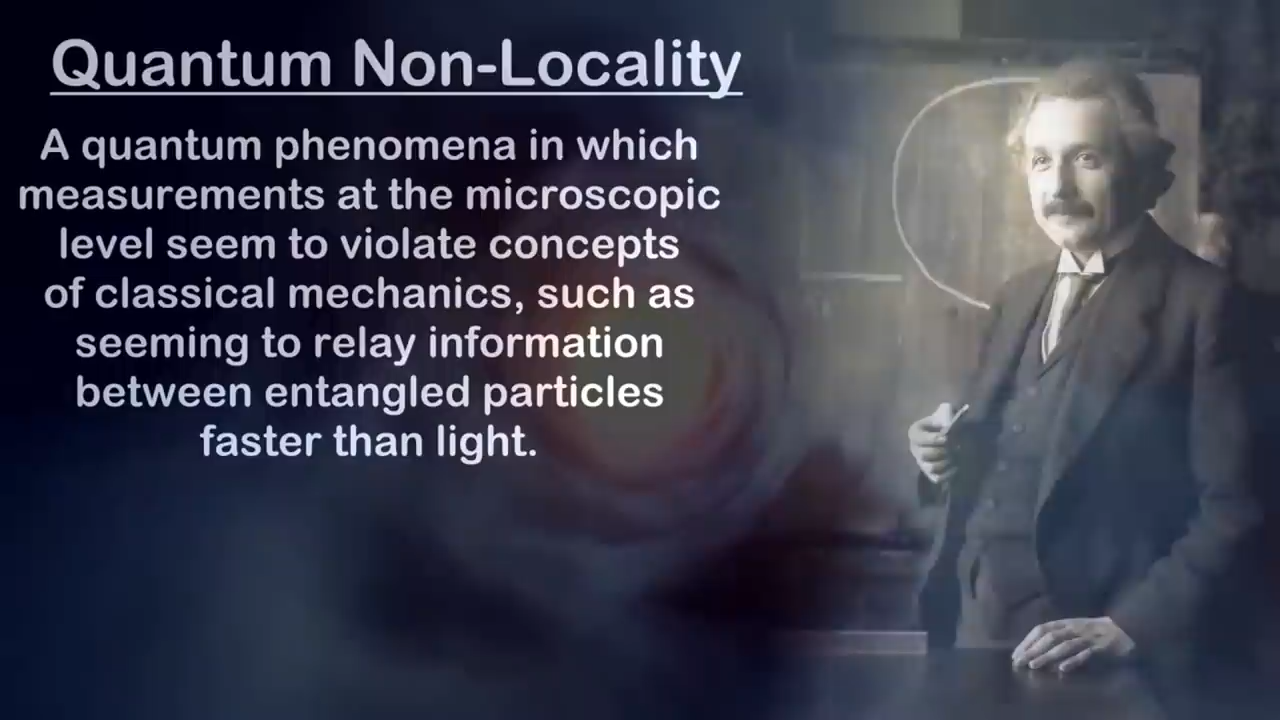 Quantum Non-Locality
A quantum phenomena in which
measurements at the microscopic
level seem to violate concepts
of classical mechanics, such as
seeming to relay information
between entangled particles
faster than light.